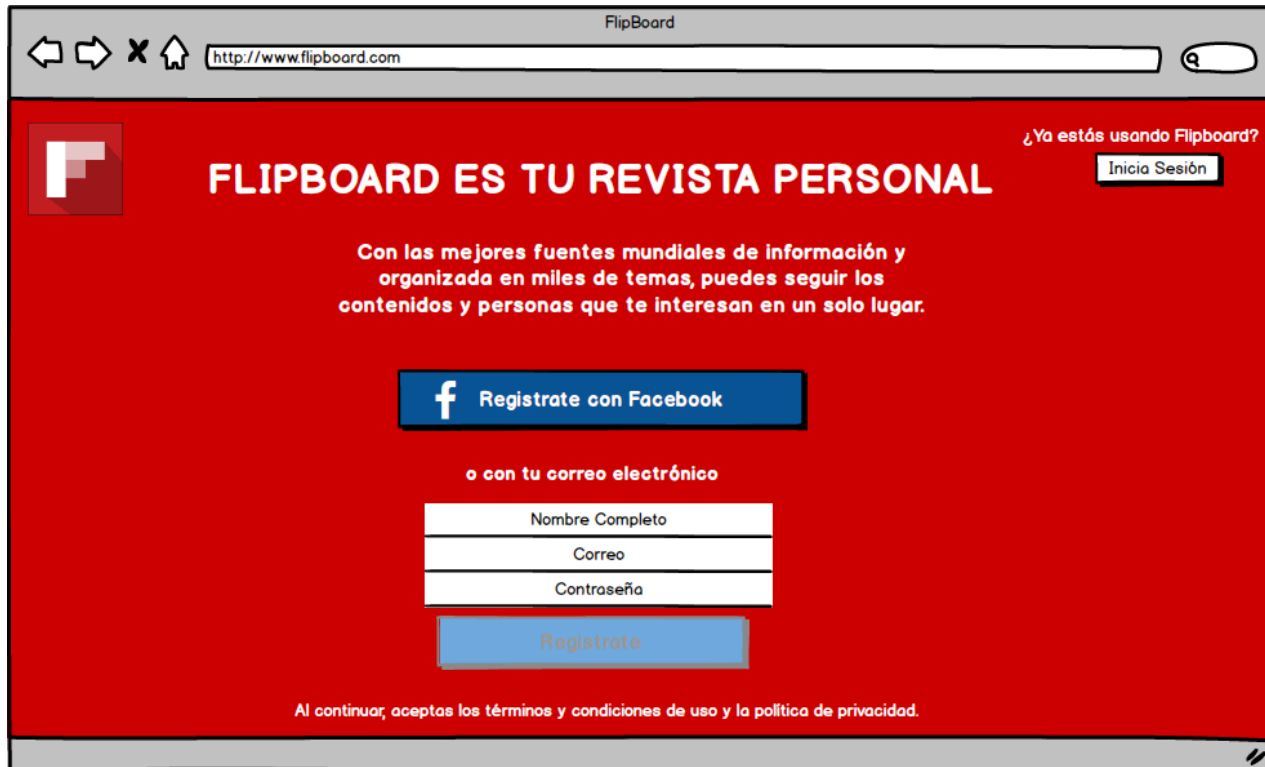 FlipBoard
http://www.flipboard.com
¿Ya estás usando Flipboard?
Inicia Sesión
FLIPBOARD ES TU REVISTA PERSONAL
Con las mejores fuentes mundiales de información y
organizada en miles de temas, puedes seguir los
contenidos y personas que te interesan en un solo lugar.
f Registrate con Facebook
o con tu correo electrónico
Nombre Completo
Correo
Contraseña
Registrate
Al continuar, aceptas los términos y condiciones de uso y la política de privacidad.